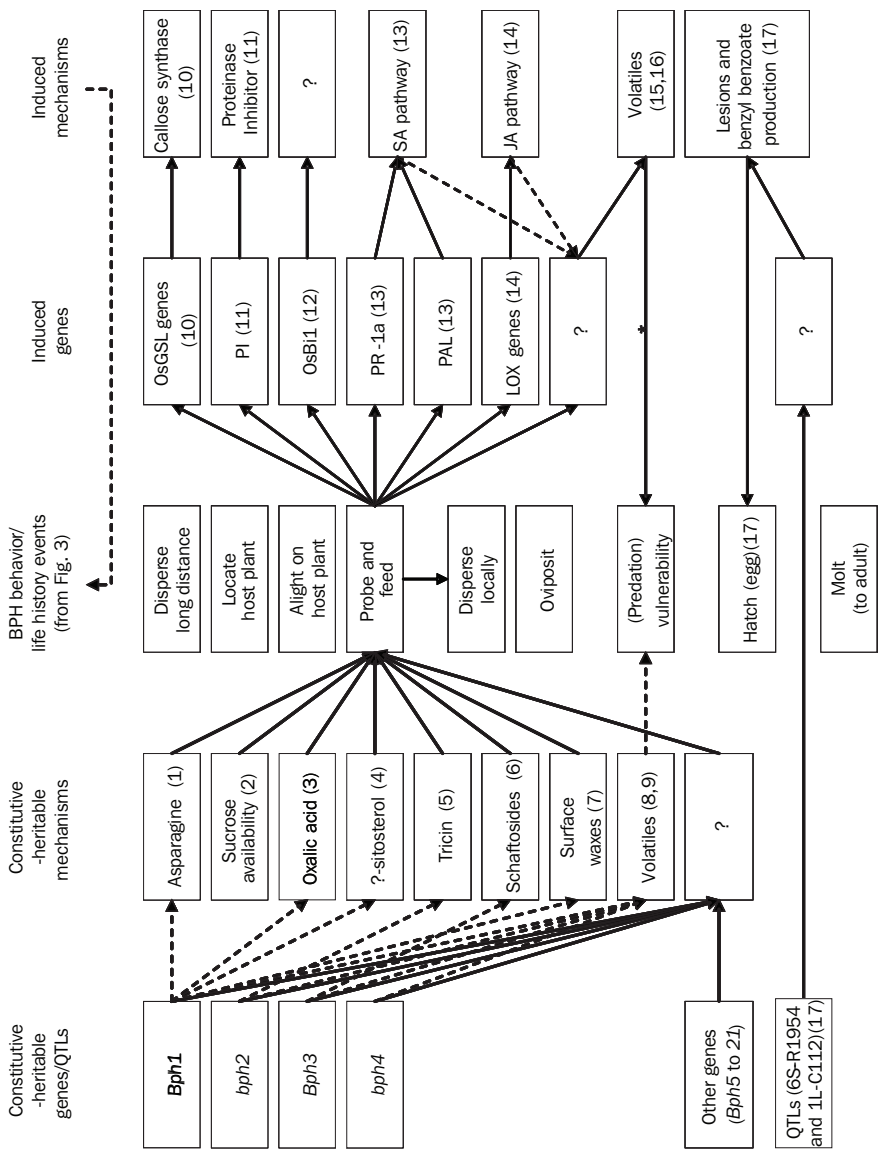 Constitutive
-heritable
genes/QTLs
Constitutive
-heritable
mechanisms
BPH behavior/
life history events
(from Fig. 3)
Induced
genes
Induced
mechanisms
Bph1
bph2
Bph3
bph4
Other genes
(Bph5 to 21)
QTLs (6S-R1954
and 1L-C112)(17)
Asparagine (1)
Sucrose
availability (2)
Oxalic acid (3)
?-sitosterol (4)
Tricin (5)
Schaftosides (6)
Surface
waxes (7)
Volatiles (8,9)
?
Disperse
long distance
Locate
host plant
Alight on
host plant
Probe and
feed
Disperse
locally
Oviposit
(Predation)
vulnerability
Hatch (egg)(17)
Molt
(to adult)
OsGSL genes
(10)
PI (11)
OsBi1 (12)
PR-1a (13)
PAL (13)
LOX genes (14)
?
*
?
Callose synthase
(10)
Proteinase
Inhibitor (11)
?
SA pathway (13)
JA pathway (14)
Volatiles
(15,16)
Lesions and
benzyl benzoate
production (17)